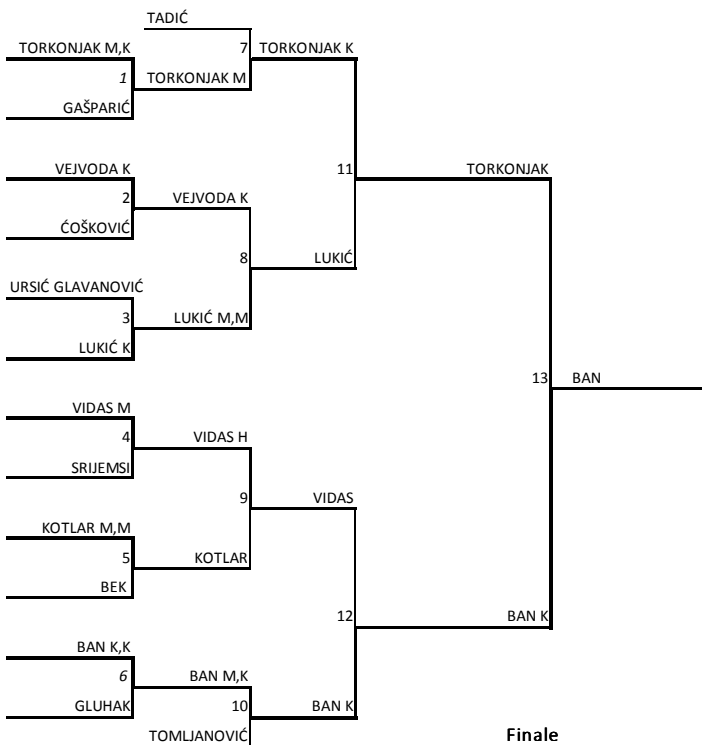 TADIĆ
TORKONJAK M,K
7
TORKONJAK K
1
TORKONJAK M
GAŠPARIĆ
VEJVODA K
11
TORKONJAK
2
VEJVODA K
ĆOŠKOVIĆ
8
LUKIĆ
URSIĆ GLAVANOVIĆ
3
LUKIĆ M,M
LUKIĆ K
13
BAN
VIDAS M
4
VIDAS H
SRIJEMSI
9
VIDAS
KOTLAR M,M
5
KOTLAR
BEK
12
BAN K
BAN K,K
6
BAN M,K
GLUHAK
10
BAN K
TOMLJANOVIĆ
Finale